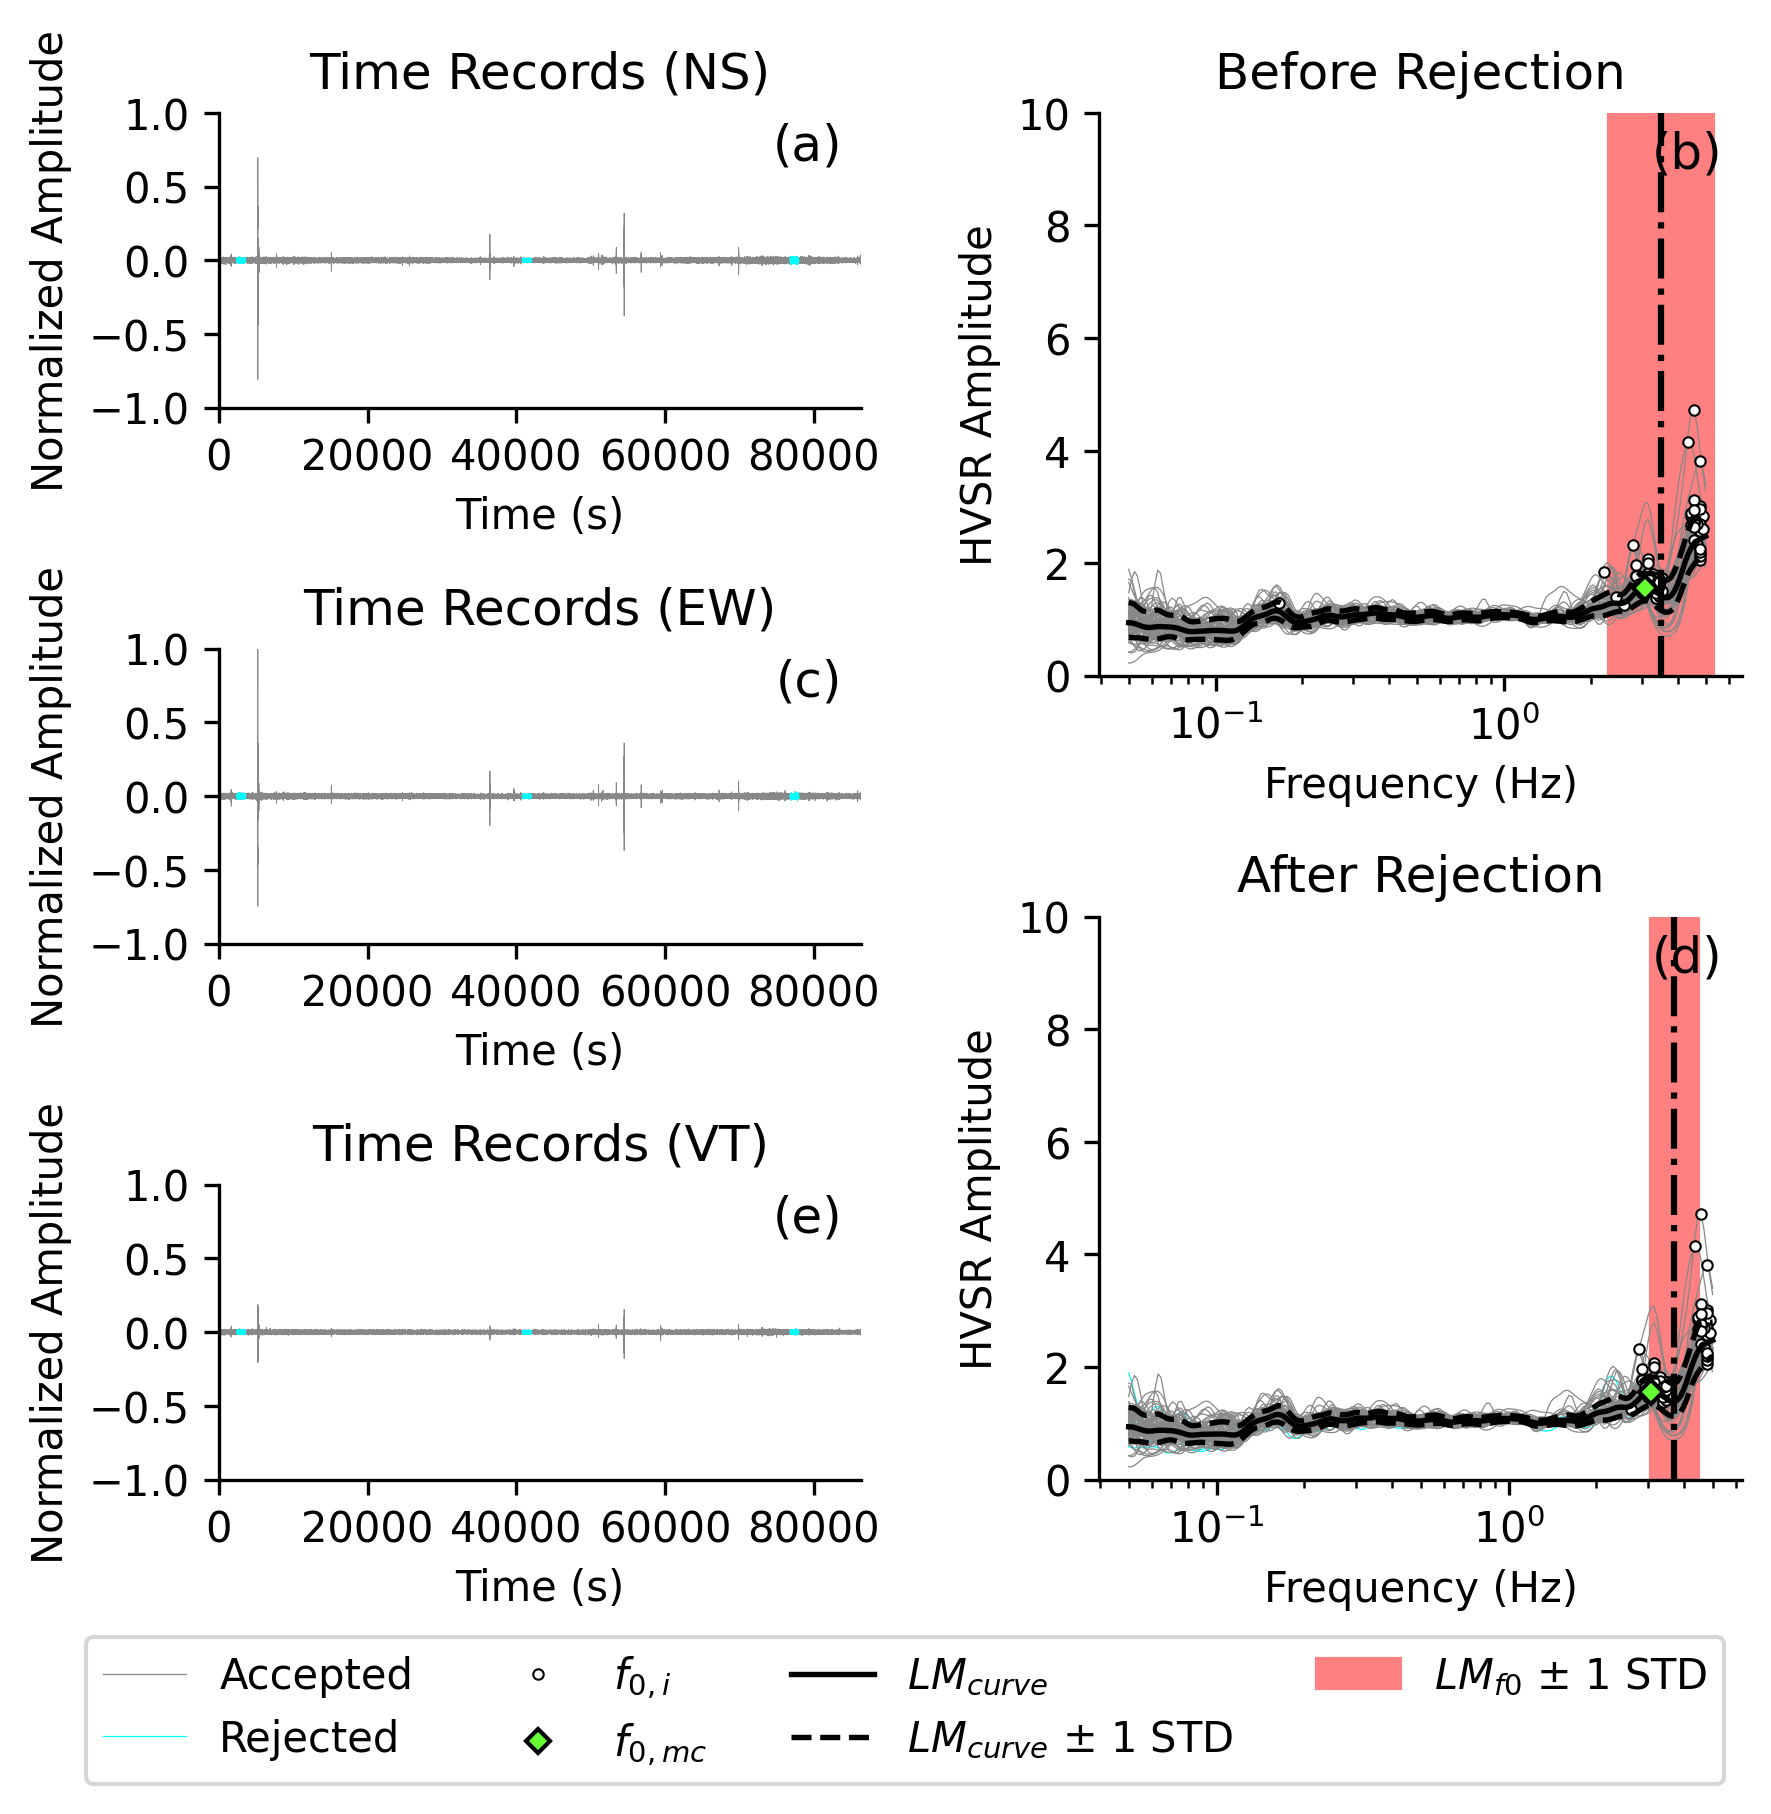 Time Records (NS)
Normalized Amplitude
1.0
0.5
0.0
−0.5
−1.0
(a)
0 20000 40000 60000 80000
Time (s)
Before Rejection
HVSR Amplitude
10
8
6
4
2
0
(b)
10⁻¹ 10⁰
Frequency (Hz)
Time Records (EW)
Normalized Amplitude
1.0
0.5
0.0
−0.5
−1.0
(c)
0 20000 40000 60000 80000
Time (s)
After Rejection
HVSR Amplitude
10
8
6
4
2
0
(d)
10⁻¹ 10⁰
Frequency (Hz)
Time Records (VT)
Normalized Amplitude
1.0
0.5
0.0
−0.5
−1.0
(e)
0 20000 40000 60000 80000
Time (s)
Accepted
Rejected
f0,i
f0,mc
LMcurve
LMcurve ± 1 STD
LMf0 ± 1 STD